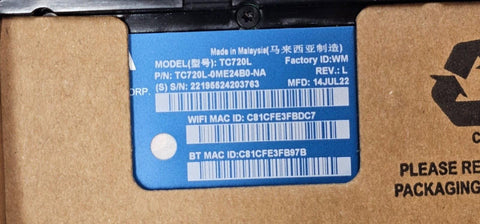 Made in Malaysia(马来西亚制造)
MODEL(型号): TC720L Factory ID:WM
P/N: TC720L-0ME24B0-NA REV.: L
(S) S/N: 22195524203763 MFD: 14JUL22
CORP.
WIFI MAC ID: C81CFE3FBDC7
BT MAC ID:C81CFE3FB97B
PLEASE RE
PACKAGING